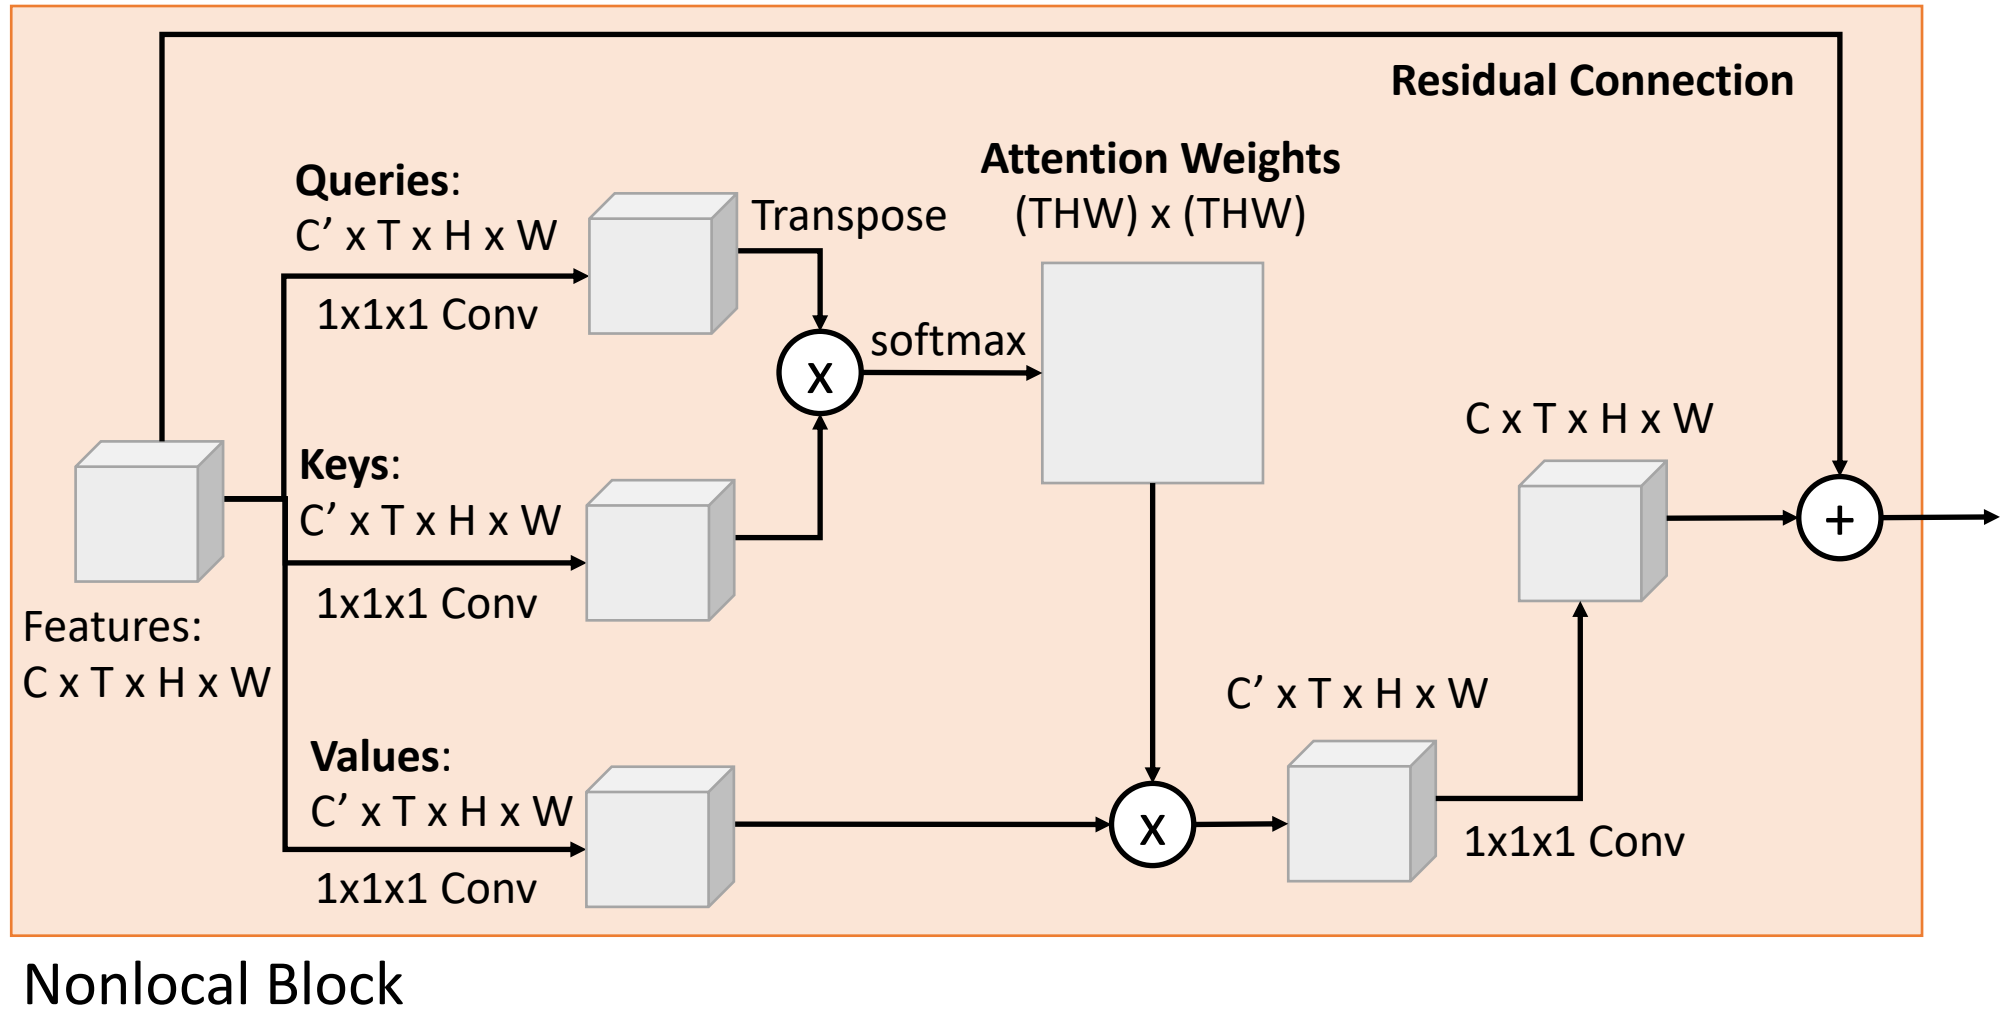 Residual Connection
Attention Weights
(THW) x (THW)
Queries:
C’ x T x H x W
1x1x1 Conv
Transpose
x
softmax
Keys:
C’ x T x H x W
1x1x1 Conv
Features:
C x T x H x W
Values:
C’ x T x H x W
1x1x1 Conv
x
C’ x T x H x W
1x1x1 Conv
C x T x H x W
+
Nonlocal Block